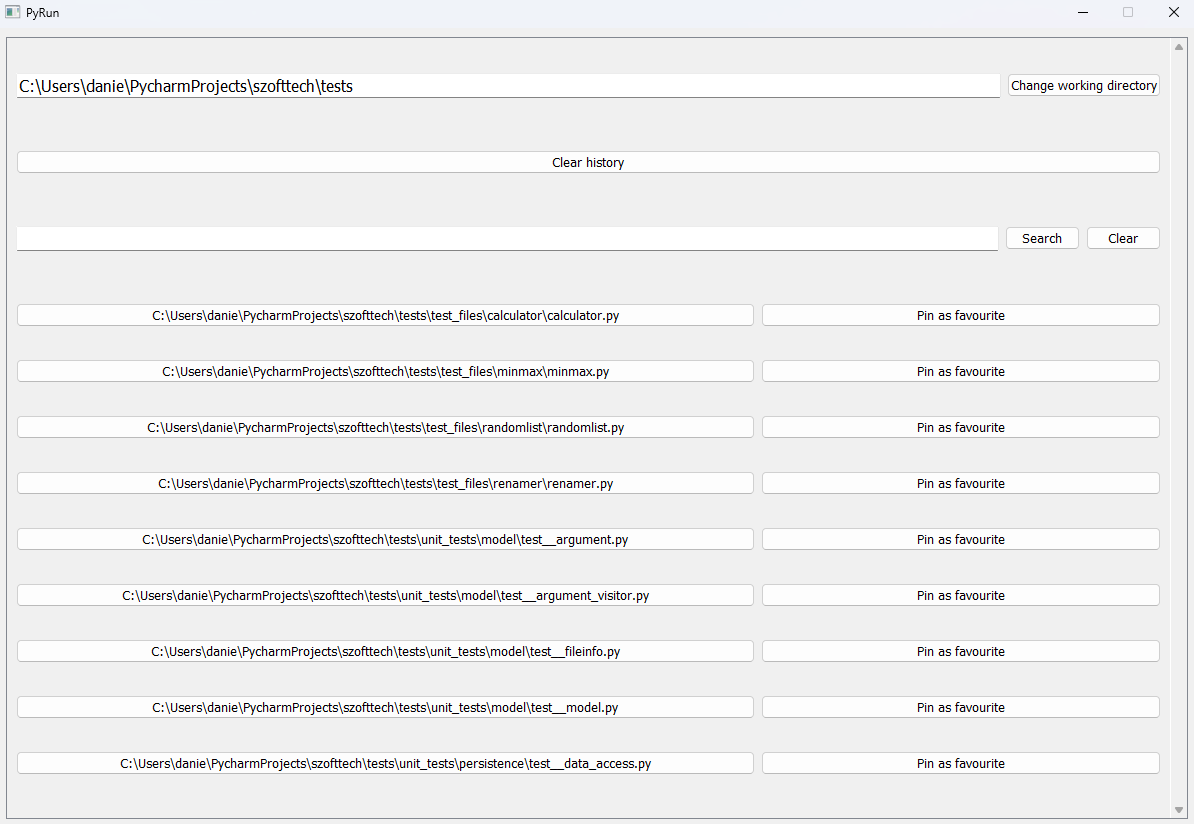 PyRun
C:\Users\danie\PycharmProjects\szofttech\tests
Change working directory
Clear history
Search
Clear
C:\Users\danie\PycharmProjects\szofttech\tests\test_files\calculator\calculator.py
Pin as favourite
C:\Users\danie\PycharmProjects\szofttech\tests\test_files\minmax\minmax.py
Pin as favourite
C:\Users\danie\PycharmProjects\szofttech\tests\test_files\randomlist\randomlist.py
Pin as favourite
C:\Users\danie\PycharmProjects\szofttech\tests\test_files\renamer\renamer.py
Pin as favourite
C:\Users\danie\PycharmProjects\szofttech\tests\unit_tests\model\test__argument.py
Pin as favourite
C:\Users\danie\PycharmProjects\szofttech\tests\unit_tests\model\test__argument_visitor.py
Pin as favourite
C:\Users\danie\PycharmProjects\szofttech\tests\unit_tests\model\test__fileinfo.py
Pin as favourite
C:\Users\danie\PycharmProjects\szofttech\tests\unit_tests\model\test__model.py
Pin as favourite
C:\Users\danie\PycharmProjects\szofttech\tests\unit_tests\persistence\test__data_access.py
Pin as favourite